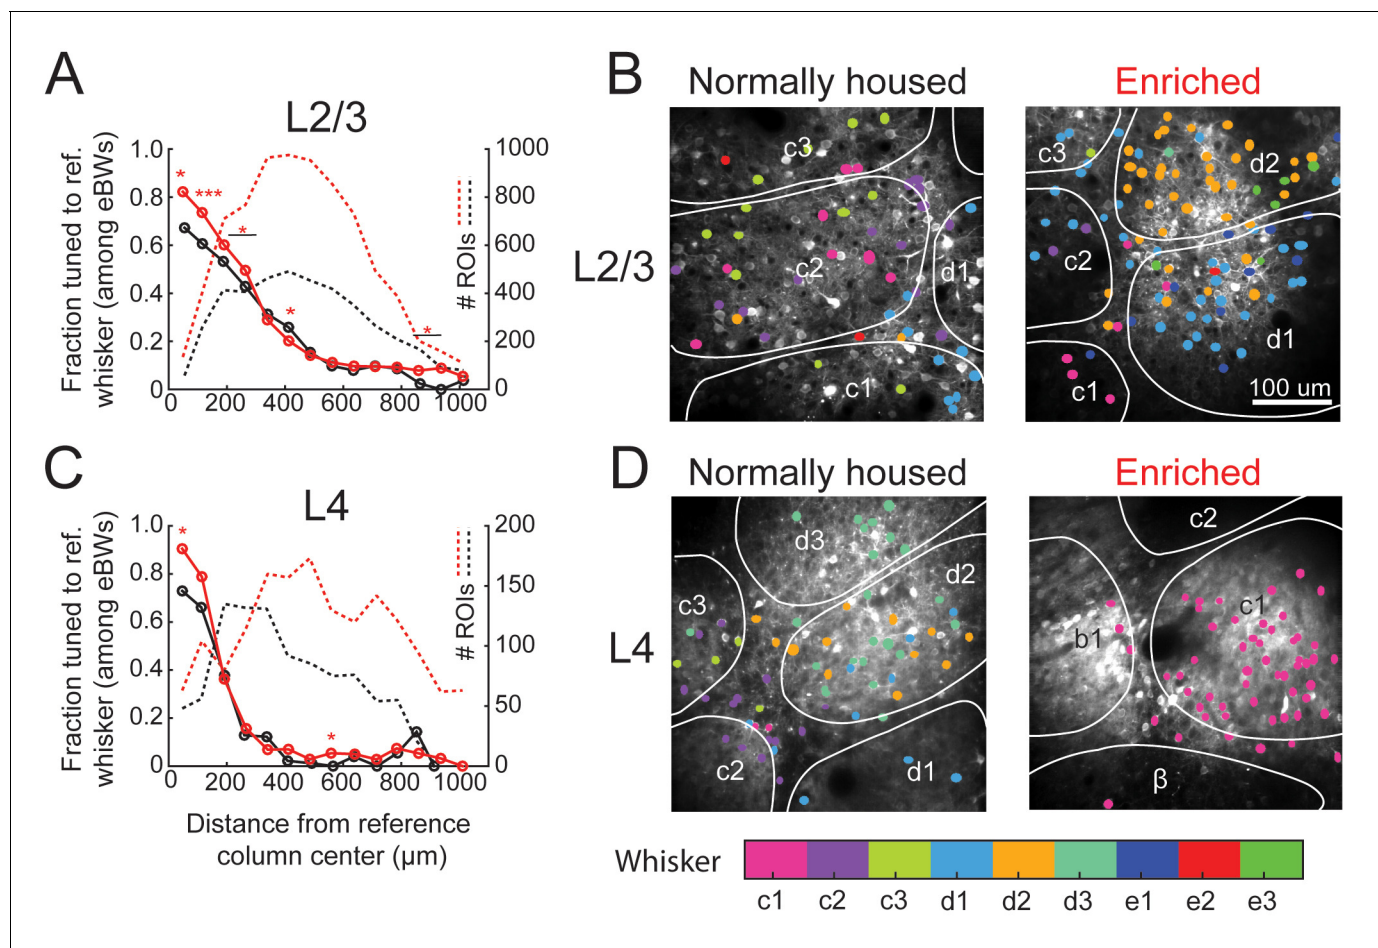 A
L2/3
Fraction tuned to ref.
whisker (among eBWs)
1.0
0.8
0.6
0.4
0.2
0
*
***
*
*
*
1000
800
600
400
200
0
# ROIs
0 200 400 600 800 1000
B
Normally housed
Enriched
L2/3
c3
c2
d1
c1
c3
d2
c2
d1
c1
100 um
C
L4
Fraction tuned to ref.
whisker (among eBWs)
1.0
0.8
0.6
0.4
0.2
0
*
*
200
150
100
50
0
# ROIs
0 200 400 600 800 1000
Distance from reference
column center (µm)
D
Normally housed
Enriched
L4
d3
d2
c3
c2
d1
c2
c1
b1
β
Whisker
c1 c2 c3 d1 d2 d3 e1 e2 e3